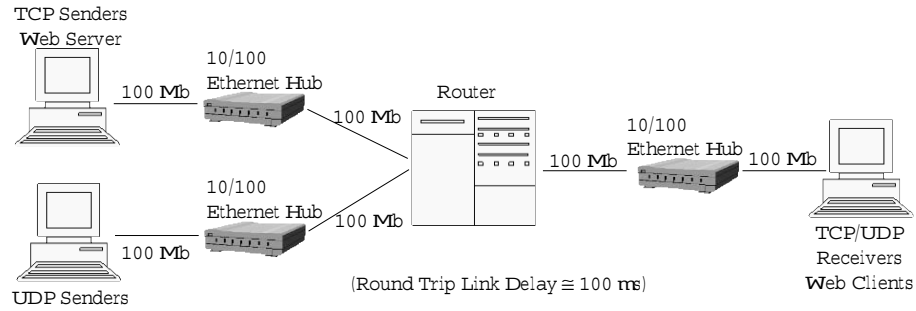 TCP Senders
Web Server
10/100
Ethernet Hub
100 Mb
100 Mb
Router
10/100
Ethernet Hub
100 Mb
100 Mb
10/100
Ethernet Hub
100 Mb
100 Mb
UDP Senders
TCP/UDP
Receivers
Web Clients
(Round Trip Link Delay ≅ 100 ms)